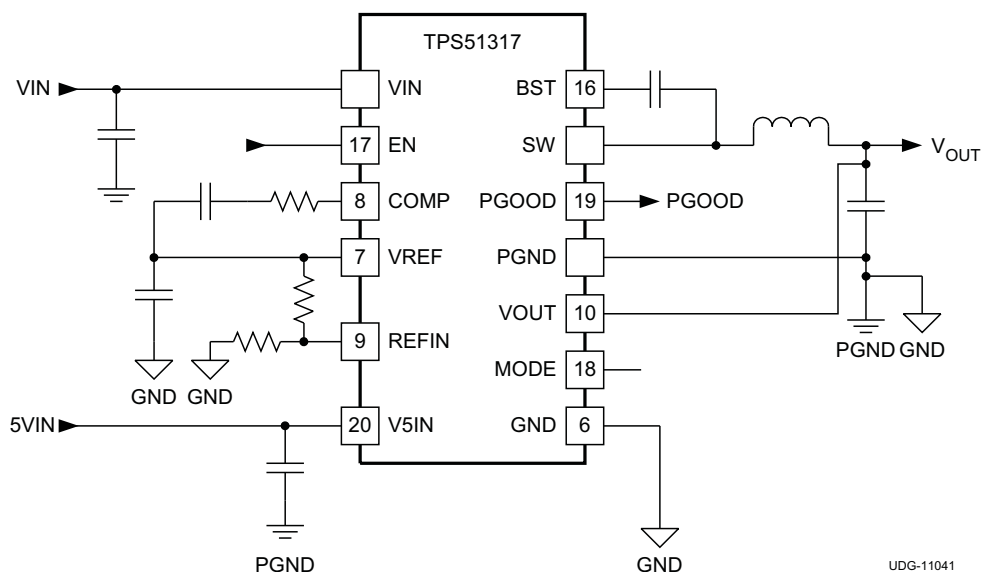 TPS51317
VIN
VIN
BST
16
17
EN
SW
V_OUT
8
COMP
PGOOD
19
PGOOD
7
VREF
PGND
VOUT
10
9
REFIN
PGND
GND
MODE
18
GND
GND
5VIN
20
V5IN
GND
6
PGND
GND
UDG-11041